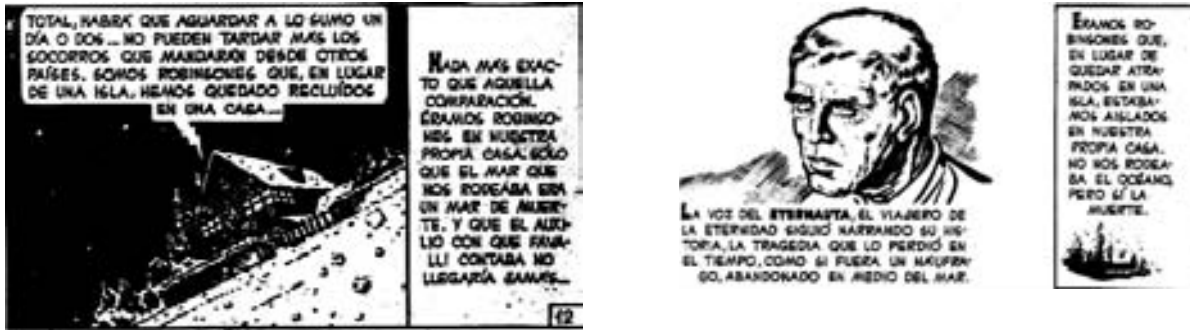 TOTAL, HABRÁ QUE AGUARDAR A LO SUMO UN
DÍA O DOS... NO PUEDEN TARDAR MÁS LOS
SOCORROS QUE MANDARÁN DESDE OTROS
PAÍSES. SOMOS ROBINSONES QUE, EN LUGAR
DE UNA ISLA, HEMOS QUEDADO RECLUÍDOS
EN UNA CASA...
NADA MÁS EXAC-
TO QUE AQUELLA
COMPARACIÓN.
ÉRAMOS ROBINSO-
NES EN NUESTRA
PROPIA CASA. SÓLO
QUE EL MAR QUE
NOS RODEABA ERA
UN MAR DE MUER-
TE. Y QUE EL AUXI-
LIO CON QUE FAVA-
LLI CONTABA NO
LLEGARÍA JAMÁS...
12
LA VOZ DEL ETERNAUTA, EL VIAJERO DE
LA ETERNIDAD SIGUIÓ NARRANDO SU HIS-
TORIA, LA TRAGEDIA QUE LO PERDIÓ EN
EL TIEMPO, COMO SI FUERA UN NAUFRA-
GO, ABANDONADO EN MEDIO DEL MAR.
ERAMOS RO-
BINSONES QUE,
EN LUGAR DE
QUEDAR ATRA-
PADOS EN UNA
ISLA, ESTÁBA-
MOS AISLADOS
EN NUESTRA
PROPIA CASA.
NO NOS RODEA-
BA EL OCÉANO,
PERO SÍ LA
MUERTE.